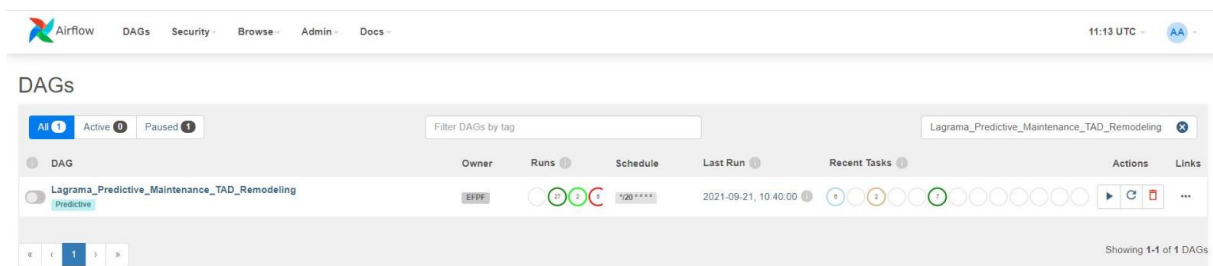 Airflow DAGs Security Browse Admin Docs 11:13 UTC AA
DAGs
All 1 Active 0 Paused 1 Filter DAGs by tag Lagrama_Predictive_Maintenance_TAD_Remodeling
DAG Owner Runs Schedule Last Run Recent Tasks Actions Links
Lagrama_Predictive_Maintenance_TAD_Remodeling EFPF 27 2 */20 * * * * 2021-09-21, 10:40:00 2 7
Predictive
« ‹ 1 › » Showing 1-1 of 1 DAGs